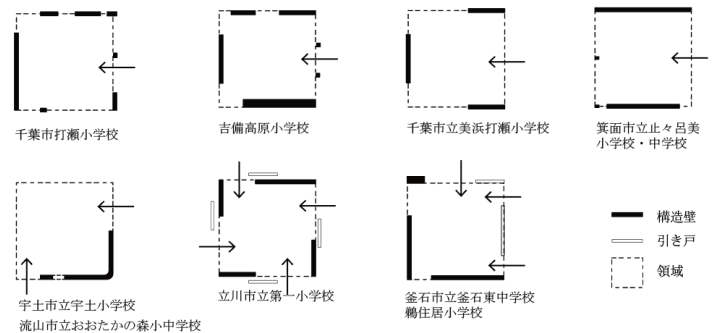 千葉市打瀬小学校
吉備高原小学校
千葉市立美浜打瀬小学校
箕面市立止々呂美
小学校・中学校
宇土市立宇土小学校
流山市立おおたかの森小中学校
立川市立第一小学校
釜石市立釜石東中学校
鵜住居小学校
構造壁
引き戸
領域